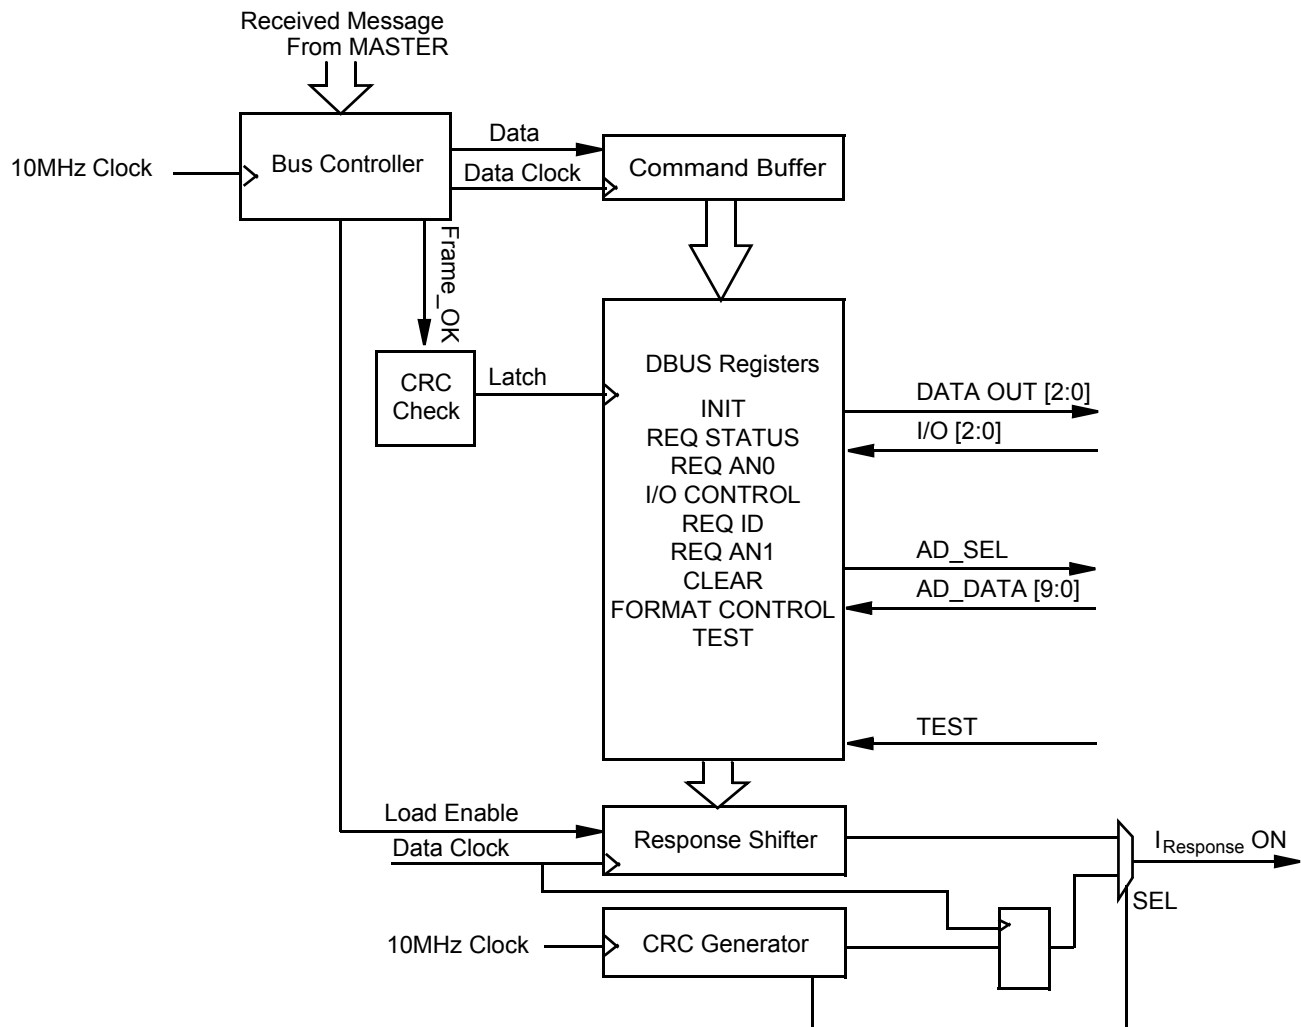 Received Message
From MASTER
10MHz Clock
Bus Controller
Data
Data Clock
Command Buffer
Frame_OK
CRC
Check
Latch
DBUS Registers
INIT
REQ STATUS
REQ AN0
I/O CONTROL
REQ ID
REQ AN1
CLEAR
FORMAT CONTROL
TEST
DATA OUT [2:0]
I/O [2:0]
AD_SEL
AD_DATA [9:0]
TEST
Load Enable
Data Clock
Response Shifter
IResponse ON
SEL
10MHz Clock
CRC Generator